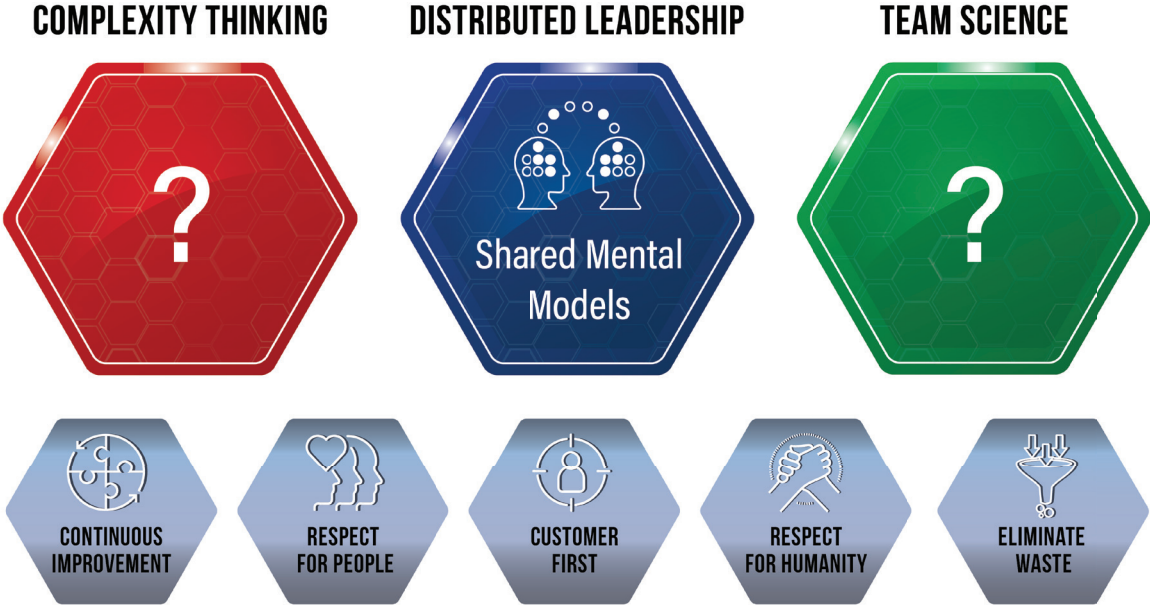 COMPLEXITY THINKING
DISTRIBUTED LEADERSHIP
TEAM SCIENCE
?
Shared Mental
Models
?
CONTINUOUS
IMPROVEMENT
RESPECT
FOR PEOPLE
CUSTOMER
FIRST
RESPECT
FOR HUMANITY
ELIMINATE
WASTE